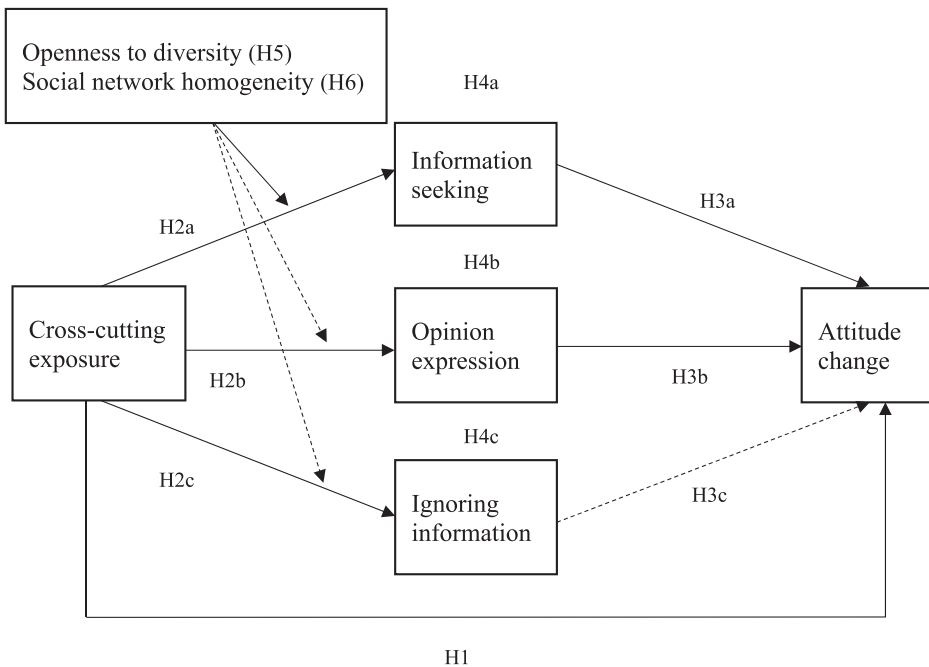 Openness to diversity (H5)
Social network homogeneity (H6)
H4a
Information
seeking
H3a
H2a
H4b
Cross-cutting
exposure
Opinion
expression
Attitude
change
H2b
H3b
H4c
H2c
Ignoring
information
H3c
H1